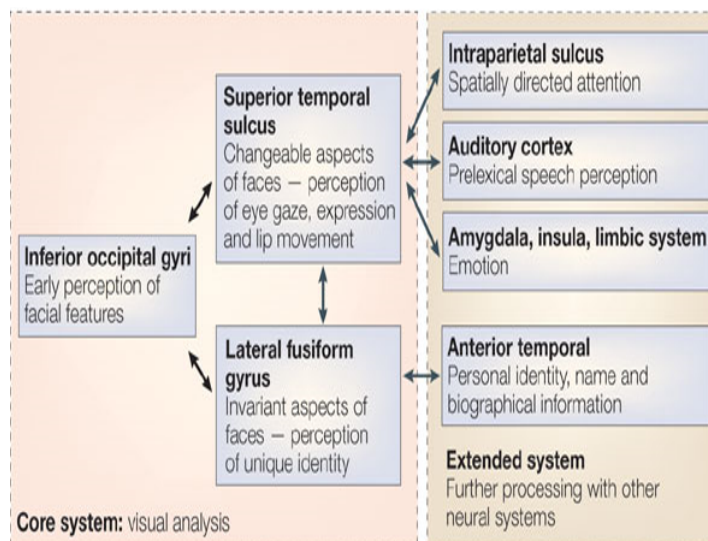 Inferior occipital gyri
Early perception of
facial features
Superior temporal
sulcus
Changeable aspects
of faces — perception
of eye gaze, expression
and lip movement
Lateral fusiform
gyrus
Invariant aspects of
faces — perception
of unique identity
Core system: visual analysis
Intraparietal sulcus
Spatially directed attention
Auditory cortex
Prelexical speech perception
Amygdala, insula, limbic system
Emotion
Anterior temporal
Personal identity, name and
biographical information
Extended system
Further processing with other
neural systems